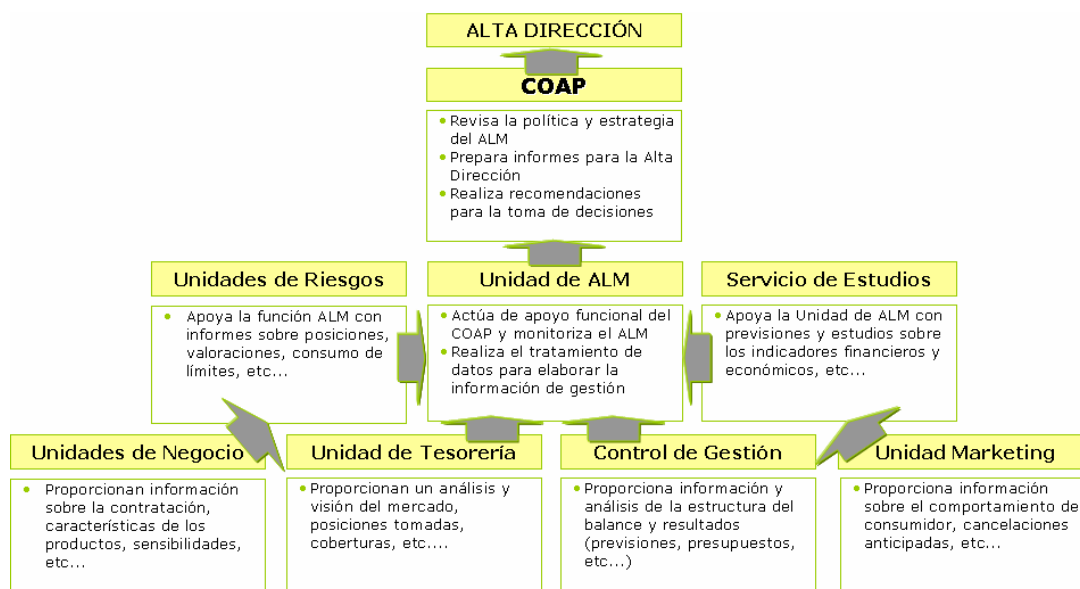 ALTA DIRECCIÓN
COAP
• Revisa la política y estrategia
del ALM
• Prepara informes para la Alta
Dirección
• Realiza recomendaciones
para la toma de decisiones
Unidades de Riesgos
• Apoya la función ALM con
informes sobre posiciones,
valoraciones, consumo de
límites, etc...
Unidad de ALM
• Actúa de apoyo funcional del
COAP y monitoriza el ALM
• Realiza el tratamiento de
datos para elaborar la
información de gestión
Servicio de Estudios
• Apoya la Unidad de ALM con
previsiones y estudios sobre
los indicadores financieros y
económicos, etc...
Unidades de Negocio
• Proporcionan información
sobre la contratación,
características de los
productos, sensibilidades,
etc...
Unidad de Tesorería
• Proporcionan un análisis y
visión del mercado,
posiciones tomadas,
coberturas, etc....
Control de Gestión
• Proporciona información y
análisis de la estructura del
balance y resultados
(previsiones, presupuestos,
etc...)
Unidad Marketing
• Proporciona información
sobre el comportamiento de
consumidor, cancelaciones
anticipadas, etc...